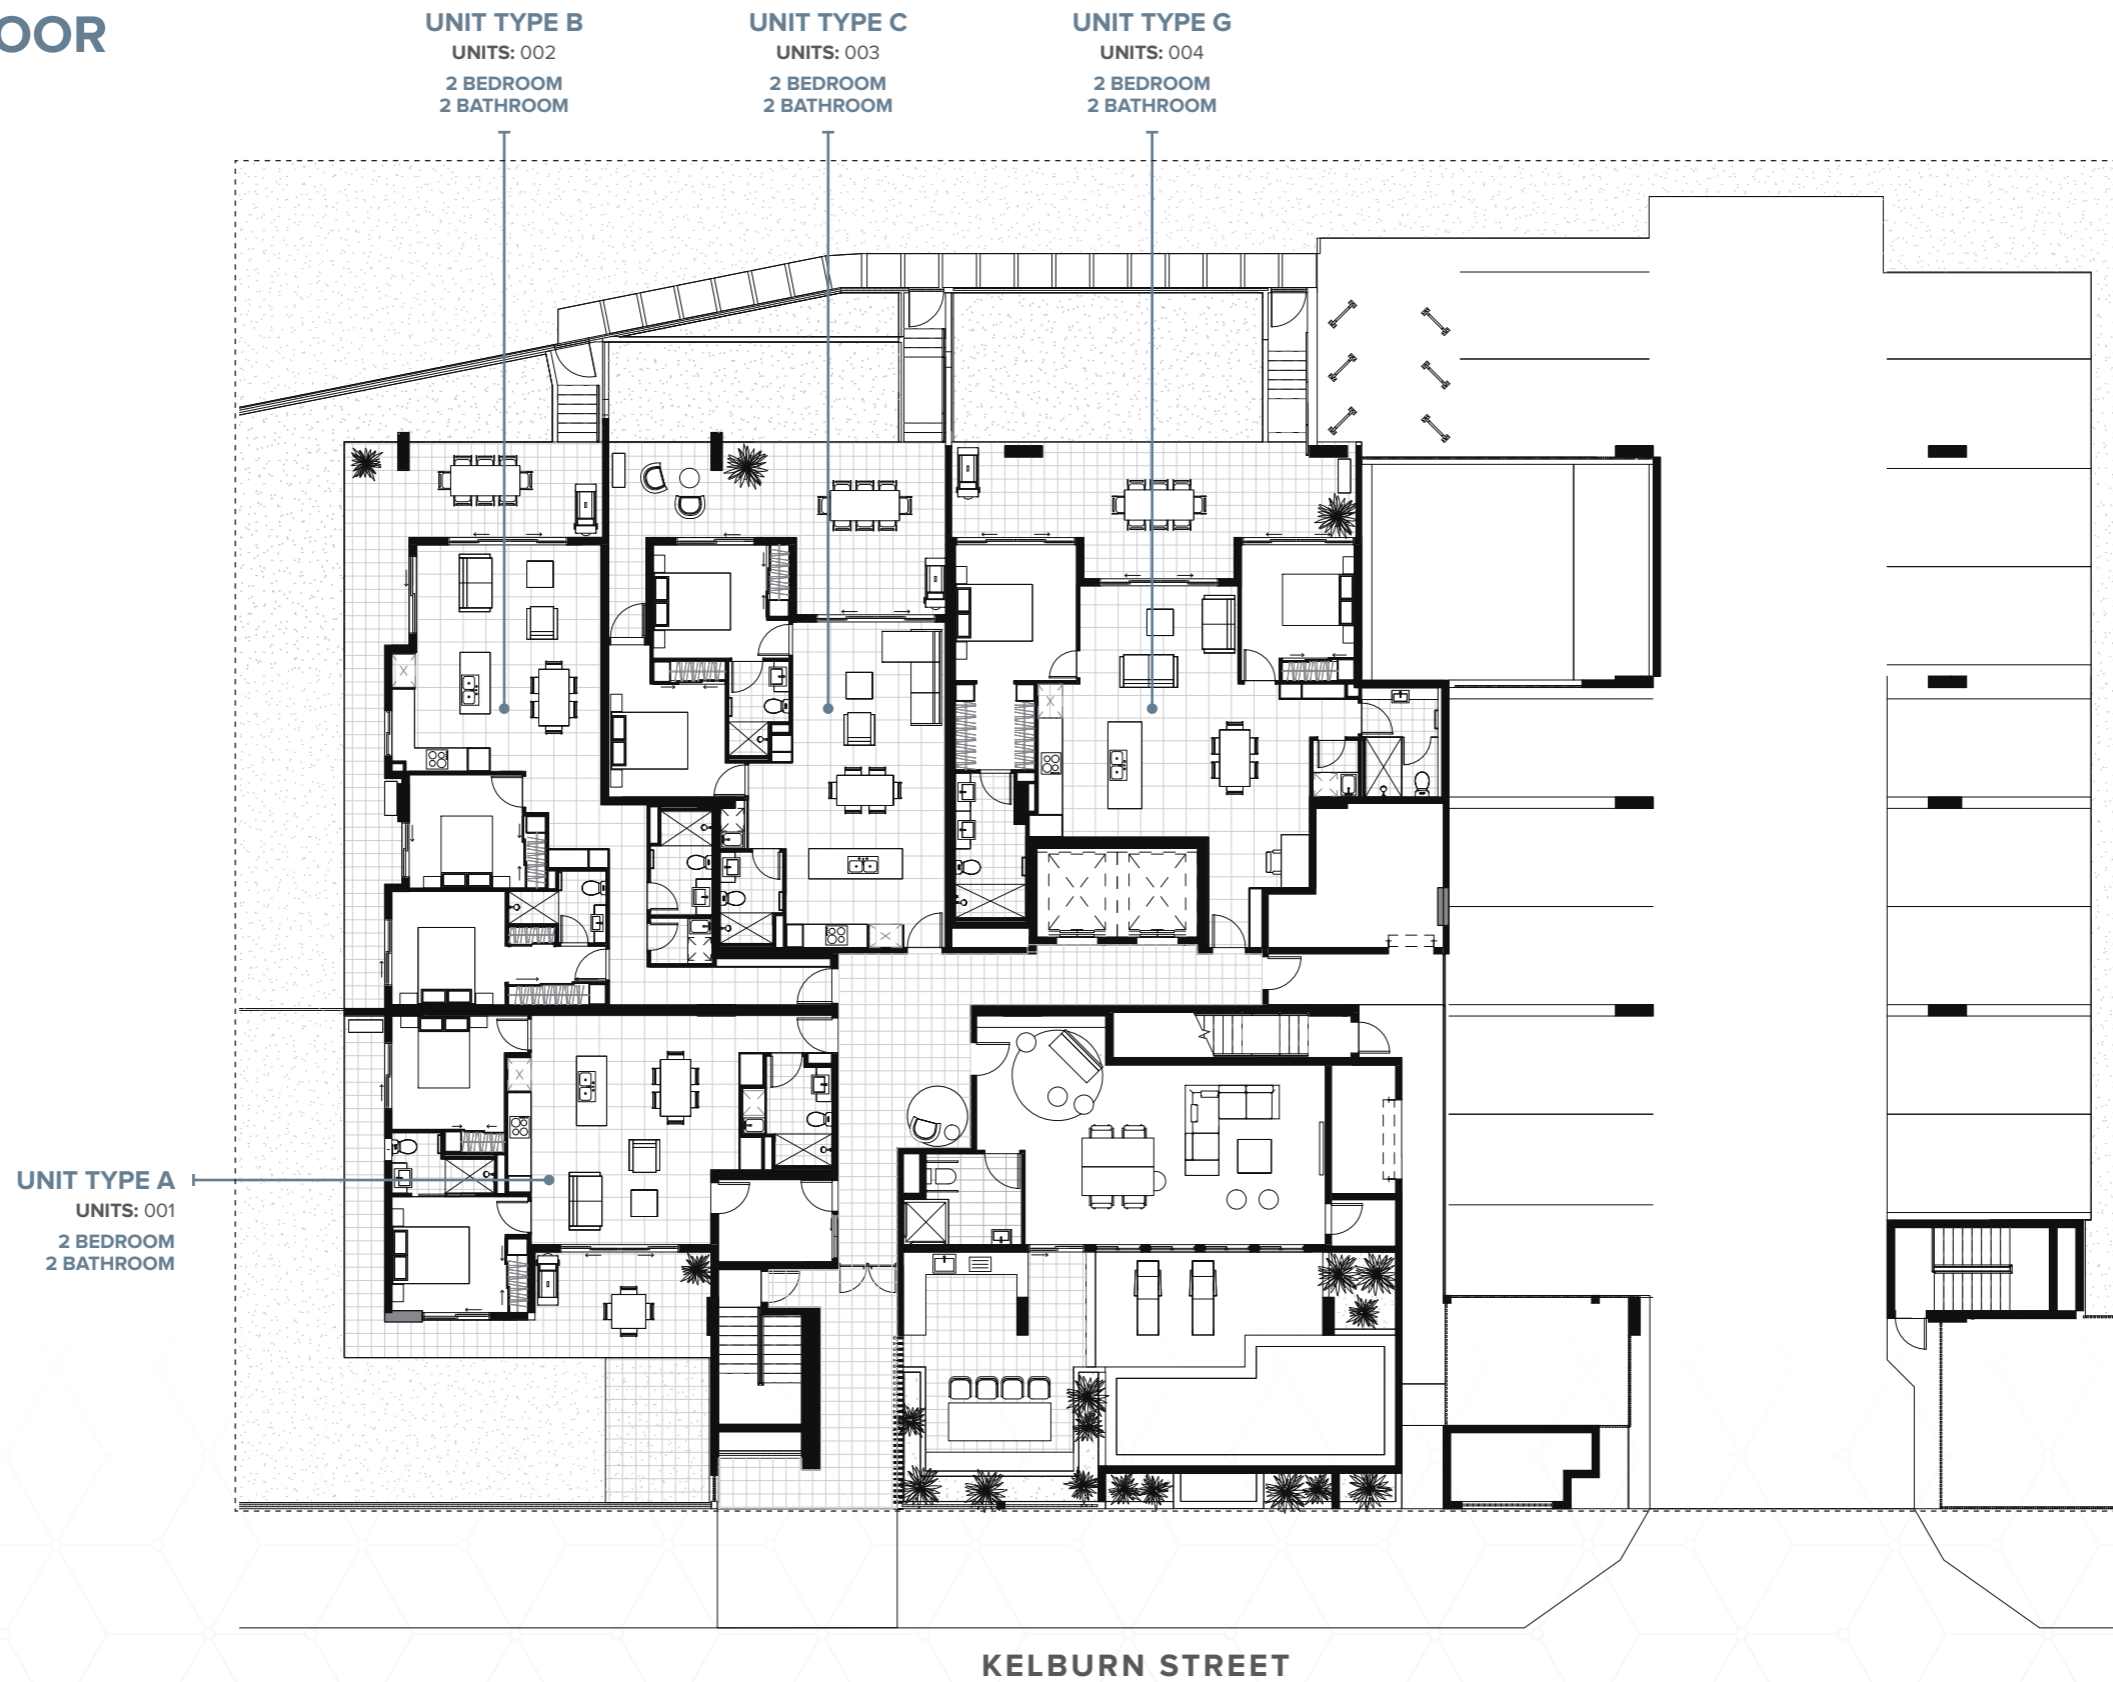 OOR
UNIT TYPE B
UNITS: 002
2 BEDROOM
2 BATHROOM
UNIT TYPE C
UNITS: 003
2 BEDROOM
2 BATHROOM
UNIT TYPE G
UNITS: 004
2 BEDROOM
2 BATHROOM
UNIT TYPE A
UNITS: 001
2 BEDROOM
2 BATHROOM
KELBURN STREET